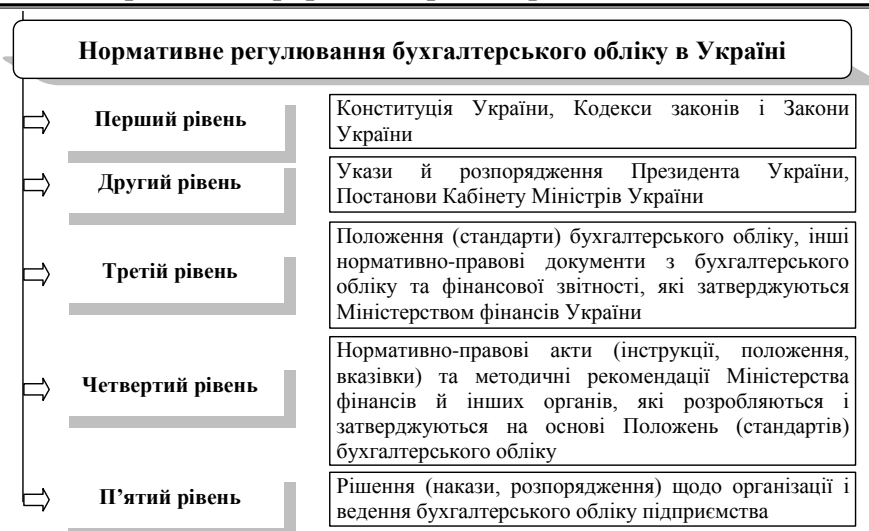 Нормативне регулювання бухгалтерського обліку в Україні
Перший рівень
Конституція України, Кодекси законів і Закони
України
Другий рівень
Укази й розпорядження Президента України,
Постанови Кабінету Міністрів України
Третій рівень
Положення (стандарти) бухгалтерського обліку, інші
нормативно-правові документи з бухгалтерського
обліку та фінансової звітності, які затверджуються
Міністерством фінансів України
Четвертий рівень
Нормативно-правові акти (інструкції, положення,
вказівки) та методичні рекомендації Міністерства
фінансів й інших органів, які розробляються і
затверджуються на основі Положень (стандартів)
бухгалтерського обліку
П’ятий рівень
Рішення (накази, розпорядження) щодо організації і
ведення бухгалтерського обліку підприємства